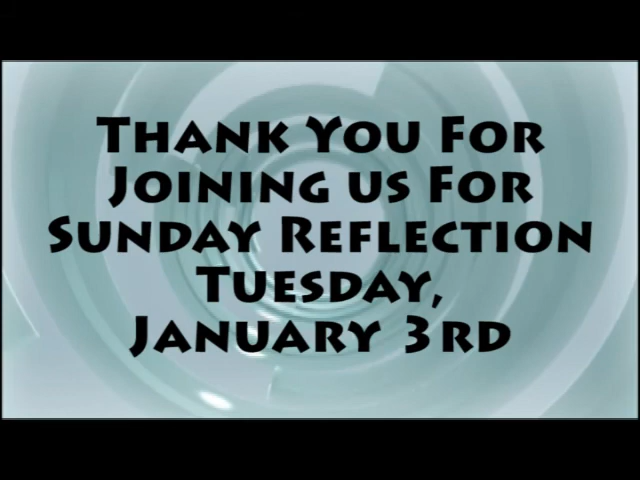 Thank You For
Joining us For
Sunday Reflection
Tuesday,
January 3rd